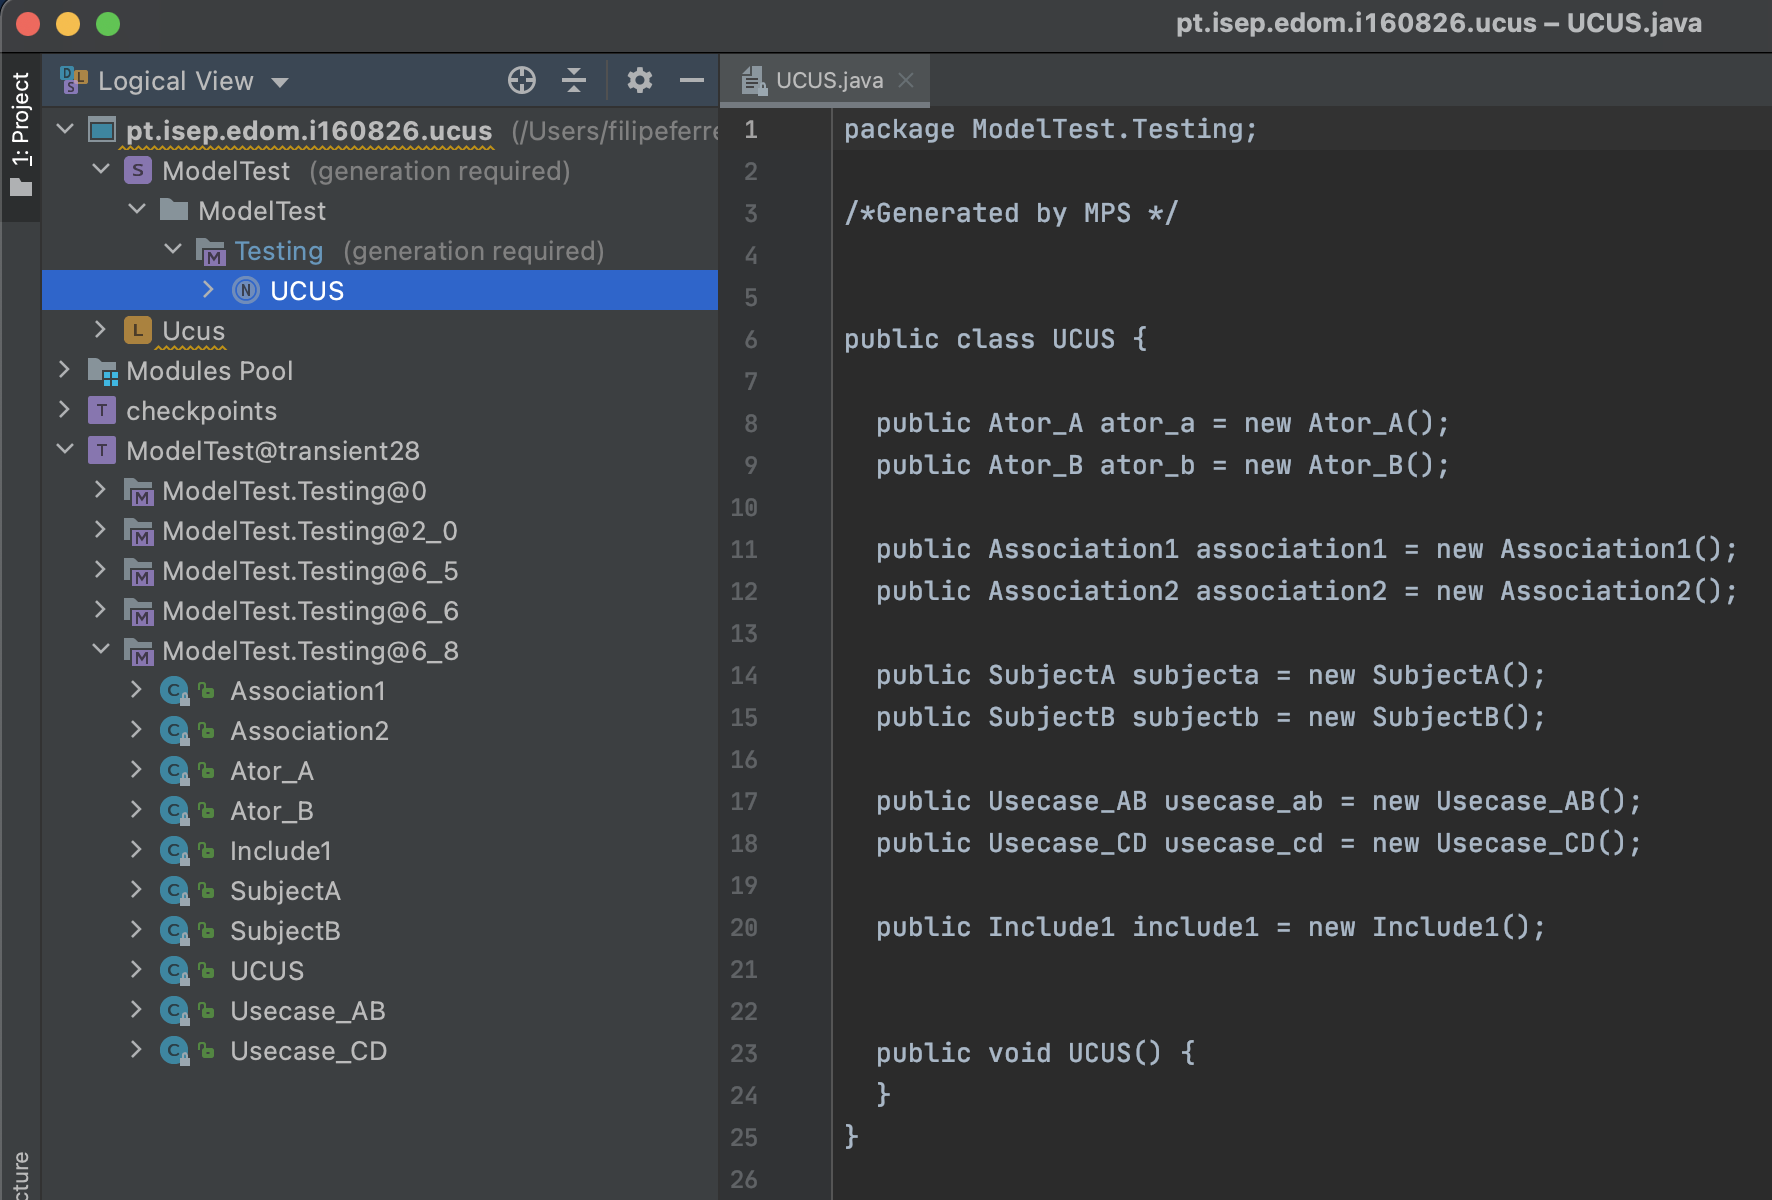 pt.isep.edom.i160826.ucus – UCUS.java
1: Project
Logical View
UCUS.java
pt.isep.edom.i160826.ucus (/Users/filipeferre
ModelTest (generation required)
ModelTest
Testing (generation required)
UCUS
Ucus
Modules Pool
checkpoints
ModelTest@transient28
ModelTest.Testing@0
ModelTest.Testing@2_0
ModelTest.Testing@6_5
ModelTest.Testing@6_6
ModelTest.Testing@6_8
Association1
Association2
Ator_A
Ator_B
Include1
SubjectA
SubjectB
UCUS
Usecase_AB
Usecase_CD
cture
1 package ModelTest.Testing;
2
3 /*Generated by MPS */
4
5
6 public class UCUS {
7
8 public Ator_A ator_a = new Ator_A();
9 public Ator_B ator_b = new Ator_B();
10
11 public Association1 association1 = new Association1();
12 public Association2 association2 = new Association2();
13
14 public SubjectA subjecta = new SubjectA();
15 public SubjectB subjectb = new SubjectB();
16
17 public Usecase_AB usecase_ab = new Usecase_AB();
18 public Usecase_CD usecase_cd = new Usecase_CD();
19
20 public Include1 include1 = new Include1();
21
22
23 public void UCUS() {
24 }
25 }
26